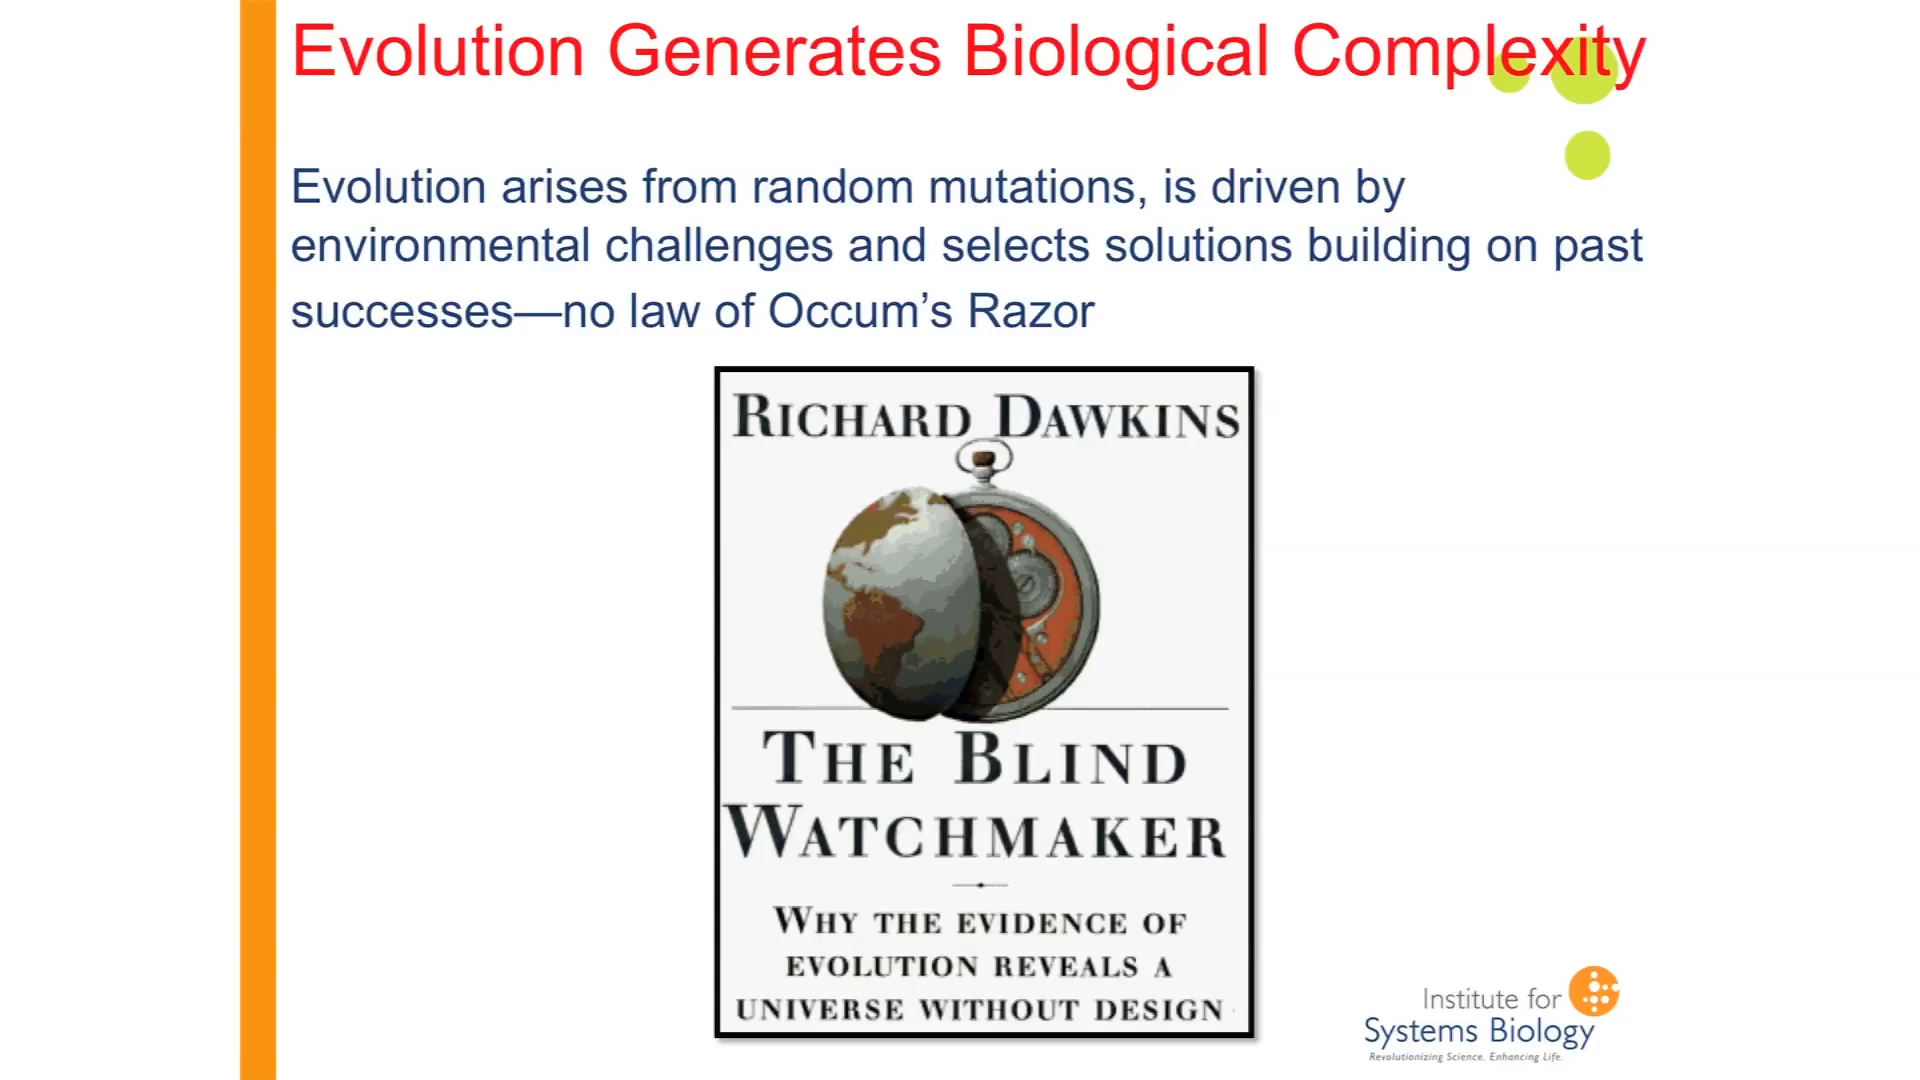 Evolution Generates Biological Complexity
Evolution arises from random mutations, is driven by
environmental challenges and selects solutions building on past
successes—no law of Occum’s Razor
RICHARD DAWKINS
THE BLIND
WATCHMAKER
WHY THE EVIDENCE OF
EVOLUTION REVEALS A
UNIVERSE WITHOUT DESIGN
Institute for
Systems Biology
Revolutionizing Science. Enhancing Life.